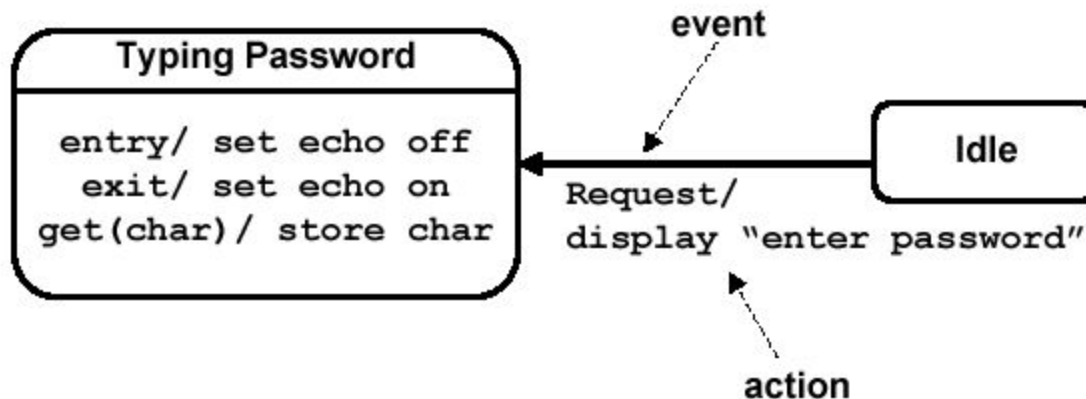 event
Typing Password
entry/ set echo off
exit/ set echo on
get(char)/ store char
Idle
Request/
display “enter password”
action